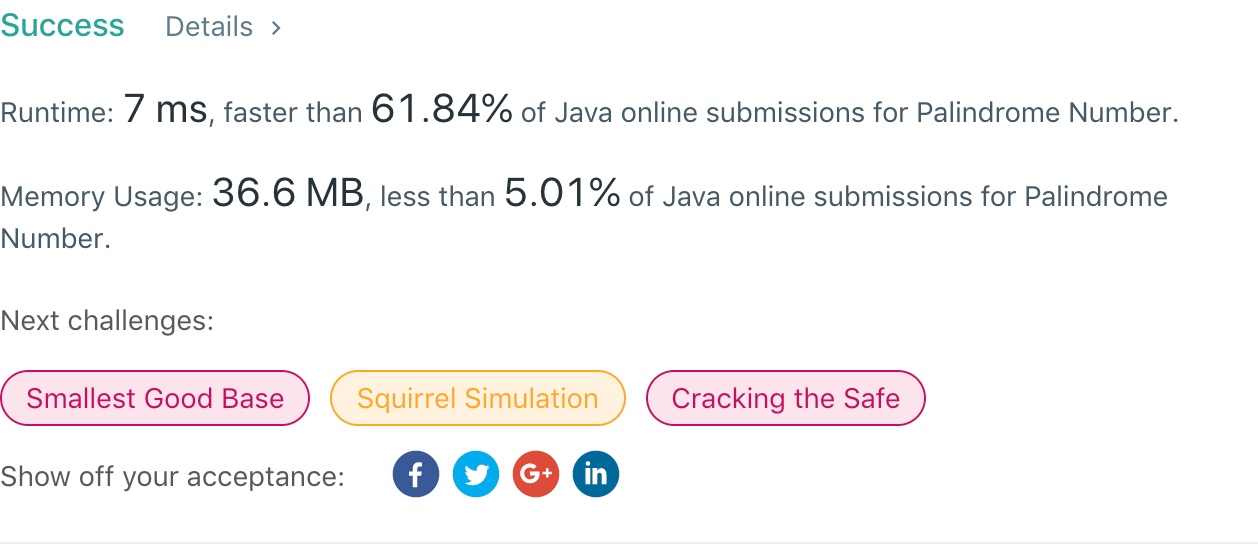 Success Details >
Runtime: 7 ms, faster than 61.84% of Java online submissions for Palindrome Number.
Memory Usage: 36.6 MB, less than 5.01% of Java online submissions for Palindrome
Number.
Next challenges:
Smallest Good Base Squirrel Simulation Cracking the Safe
Show off your acceptance: f G+ in